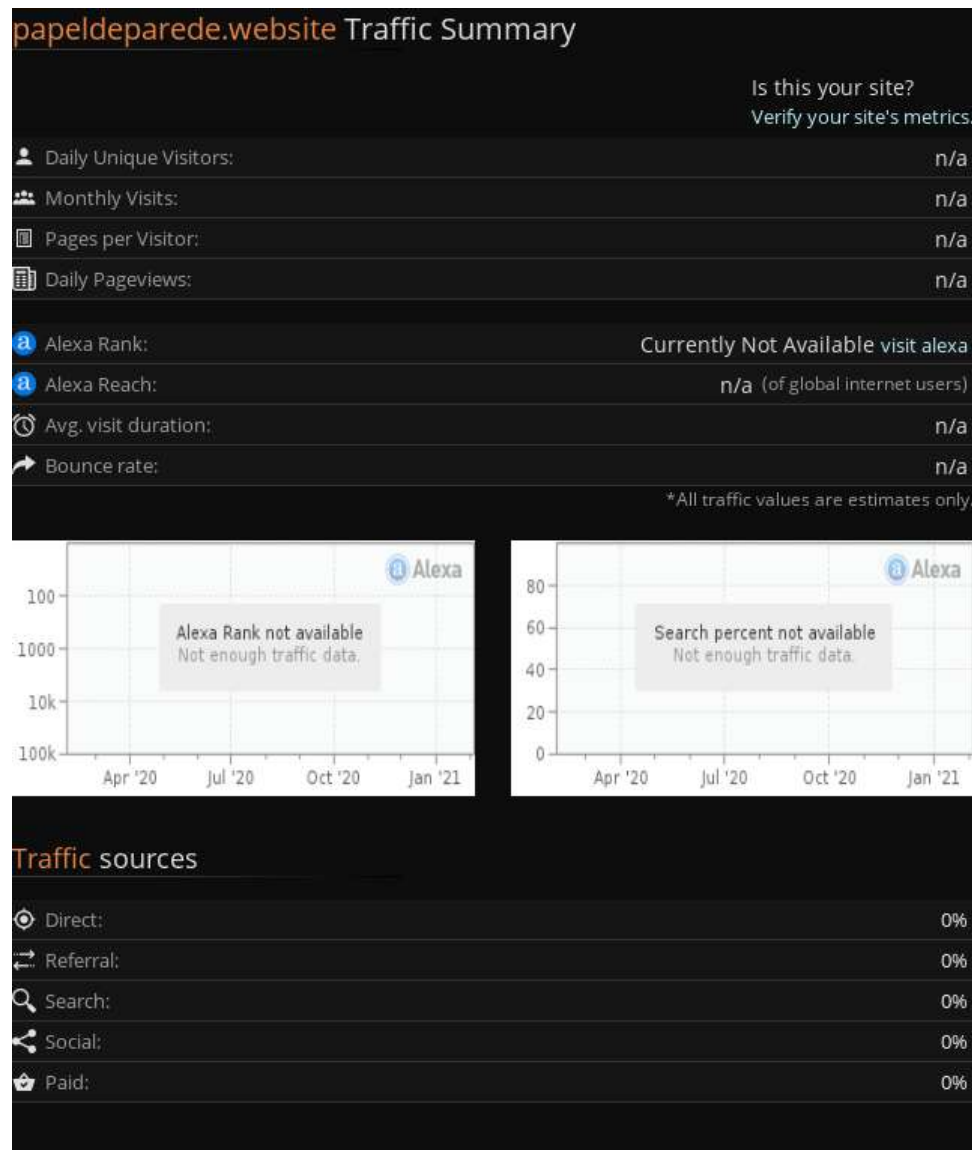 papeldeparede.website Traffic Summary
Is this your site?
Verify your site's metrics.
Daily Unique Visitors: n/a
Monthly Visits: n/a
Pages per Visitor: n/a
Daily Pageviews: n/a
Alexa Rank: Currently Not Available visit alexa
Alexa Reach: n/a (of global internet users)
Avg. visit duration: n/a
Bounce rate: n/a
*All traffic values are estimates only.
Alexa
100
1000
10k
100k
Alexa Rank not available
Not enough traffic data.
Apr '20 Jul '20 Oct '20 Jan '21
Alexa
80
60
40
20
0
Search percent not available
Not enough traffic data.
Apr '20 Jul '20 Oct '20 Jan '21
Traffic sources
Direct: 0%
Referral: 0%
Search: 0%
Social: 0%
Paid: 0%